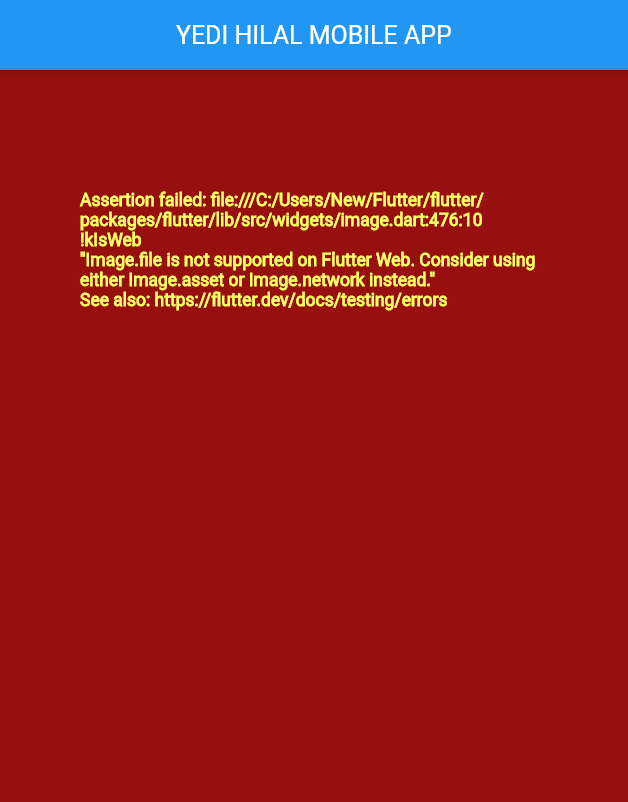 YEDI HILAL MOBILE APP
Assertion failed: file:///C:/Users/New/Flutter/flutter/
packages/flutter/lib/src/widgets/image.dart:476:10
!kIsWeb
"Image.file is not supported on Flutter Web. Consider using
either Image.asset or Image.network instead."
See also: https://flutter.dev/docs/testing/errors